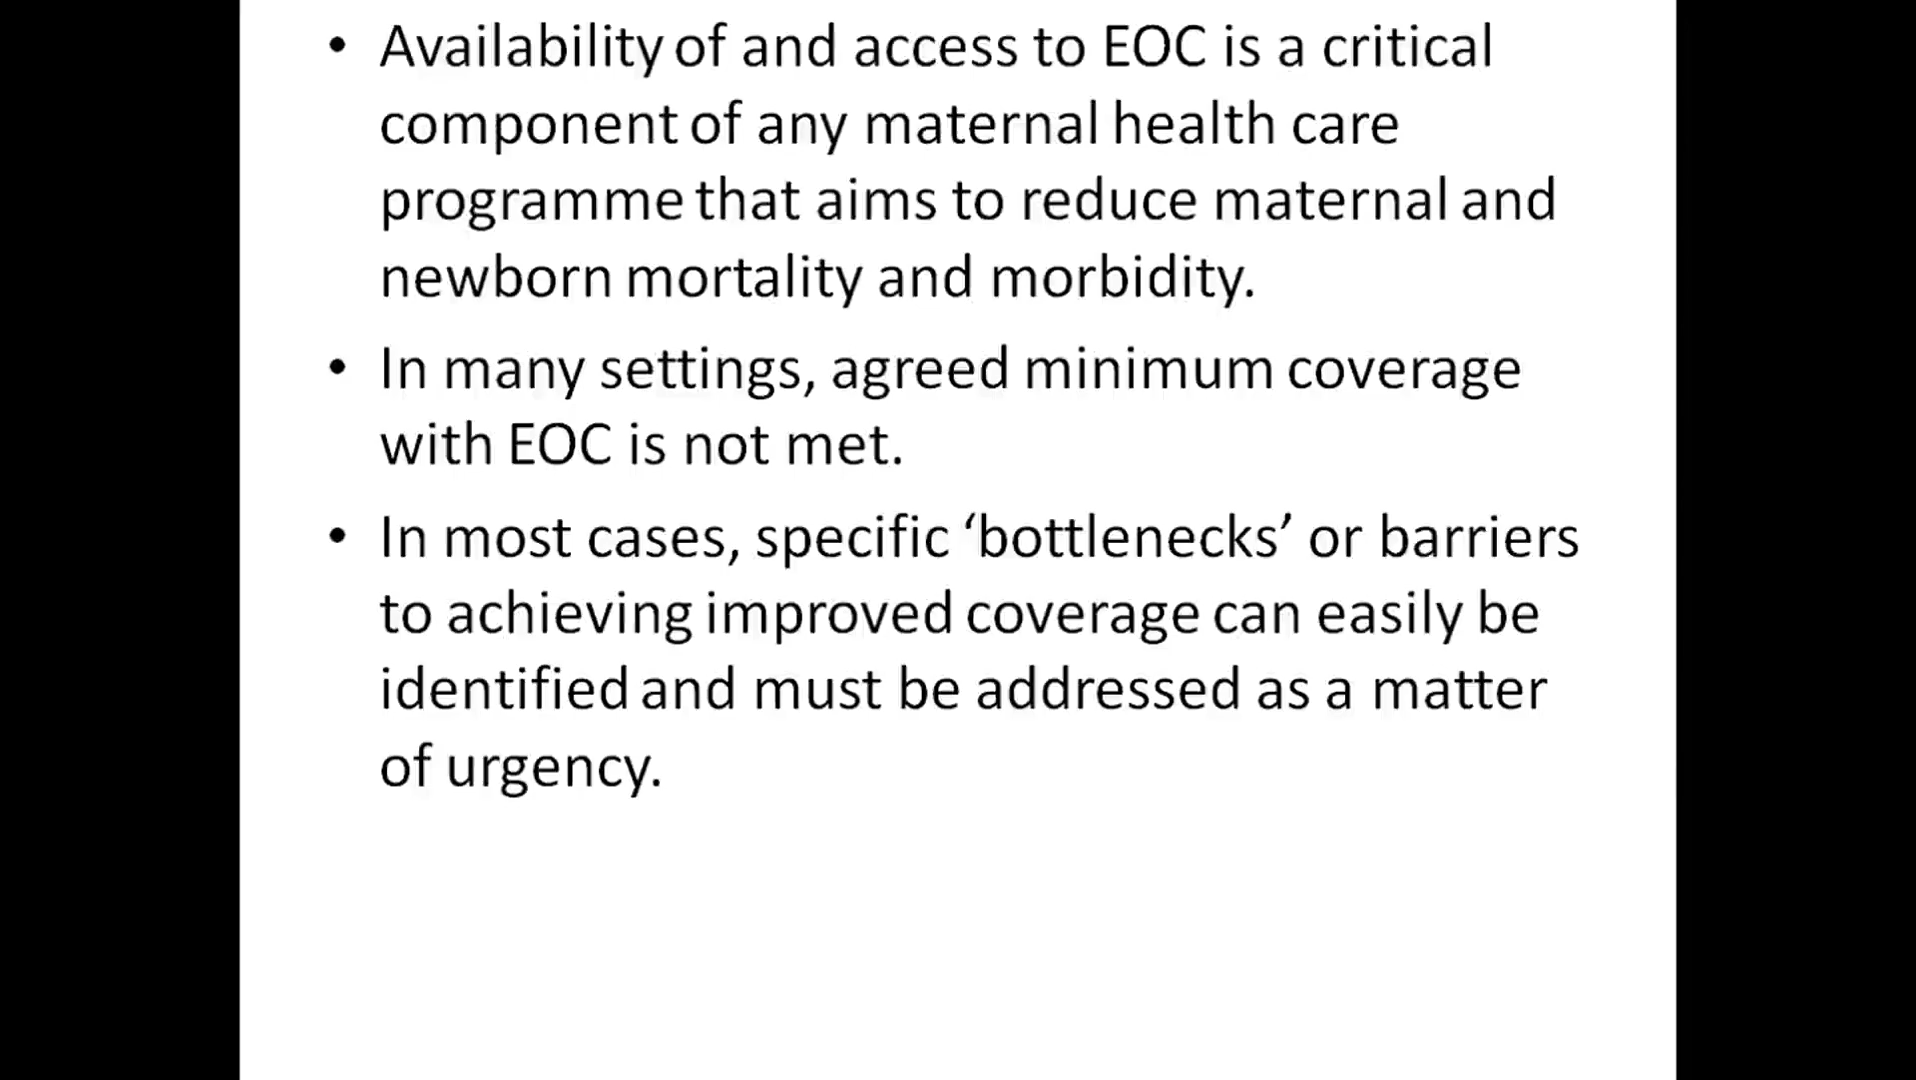 • Availability of and access to EOC is a critical
component of any maternal health care
programme that aims to reduce maternal and
newborn mortality and morbidity.
• In many settings, agreed minimum coverage
with EOC is not met.
• In most cases, specific ‘bottlenecks’ or barriers
to achieving improved coverage can easily be
identified and must be addressed as a matter
of urgency.